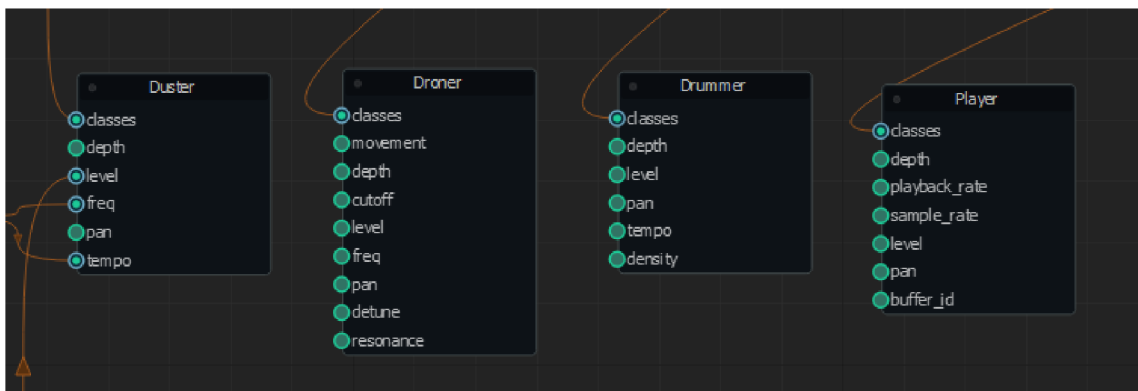 Duster
classes
depth
level
freq
pan
tempo
Droner
classes
movement
depth
cutoff
level
freq
pan
detune
resonance
Drummer
classes
depth
level
pan
tempo
density
Player
classes
depth
playback_rate
sample_rate
level
pan
buffer_id